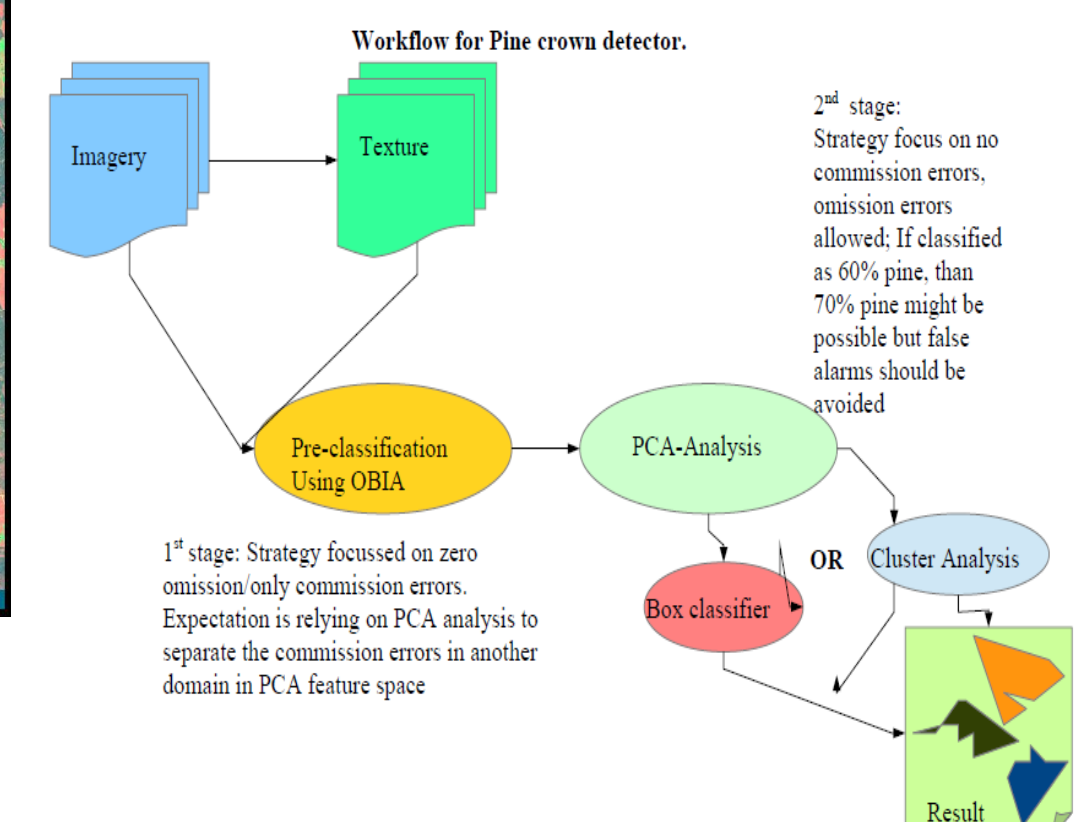 Workflow for Pine crown detector.
Imagery
Texture
2nd stage:
Strategy focus on no
commission errors,
omission errors
allowed; If classified
as 60% pine, than
70% pine might be
possible but false
alarms should be
avoided
Pre-classification
Using OBIA
PCA-Analysis
1st stage: Strategy focussed on zero
omission/only commission errors.
Expectation is relying on PCA analysis to
separate the commission errors in another
domain in PCA feature space
OR
Cluster Analysis
Box classifier
Result